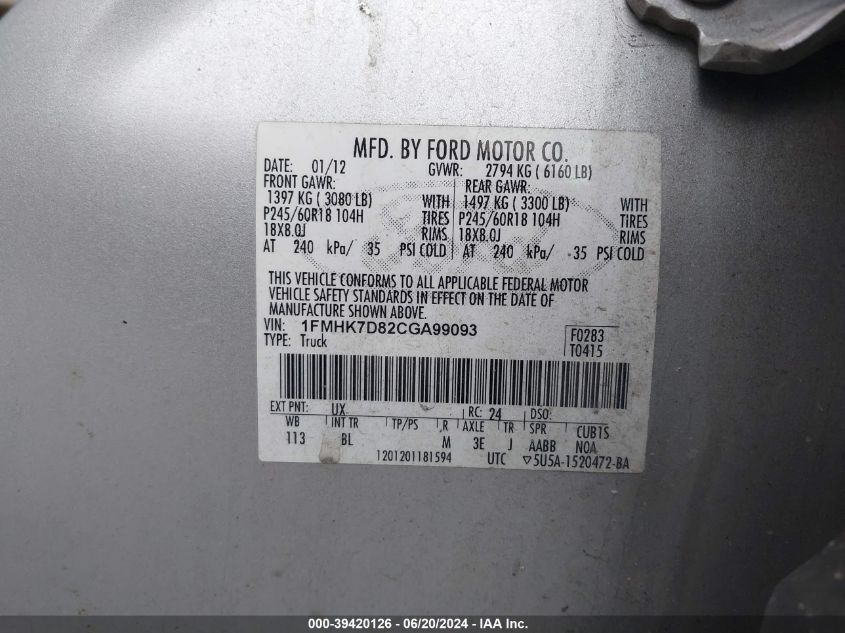 MFD. BY FORD MOTOR CO.
DATE: 01/12 GVWR: 2794 KG ( 6160 LB)
FRONT GAWR: REAR GAWR:
1397 KG ( 3080 LB) WITH 1497 KG ( 3300 LB) WITH
P245/60R18 104H TIRES P245/60R18 104H TIRES
18X8.0J RIMS 18X8.0J RIMS
AT 240 kPa/ 35 PSI COLD AT 240 kPa/ 35 PSI COLD
THIS VEHICLE CONFORMS TO ALL APPLICABLE FEDERAL MOTOR
VEHICLE SAFETY STANDARDS IN EFFECT ON THE DATE OF
MANUFACTURE SHOWN ABOVE.
VIN: 1FMHK7D82CGA99093
TYPE: Truck
F0283
T0415
EXT PNT: UX RC: 24 DSO:
WB INT TR TP/PS R AXLE TR SPR CUBTS
113 BL M 3E J AABB NOA
1201201181594 UTC ▽5U5A-1520472-BA
000-39420126 - 06/20/2024 - IAA Inc.